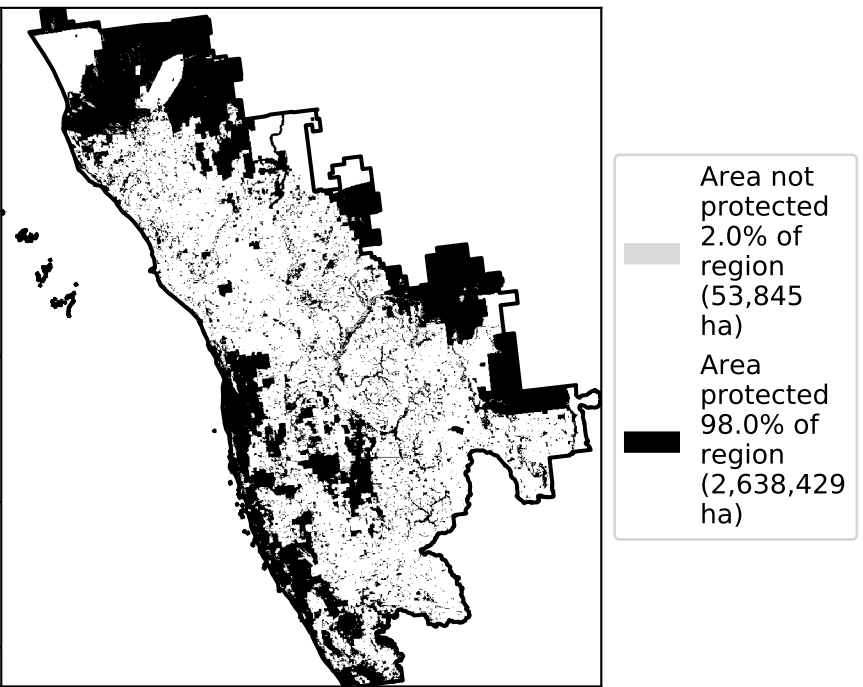 Area not
protected
2.0% of
region
(53,845
ha)
Area
protected
98.0% of
region
(2,638,429
ha)